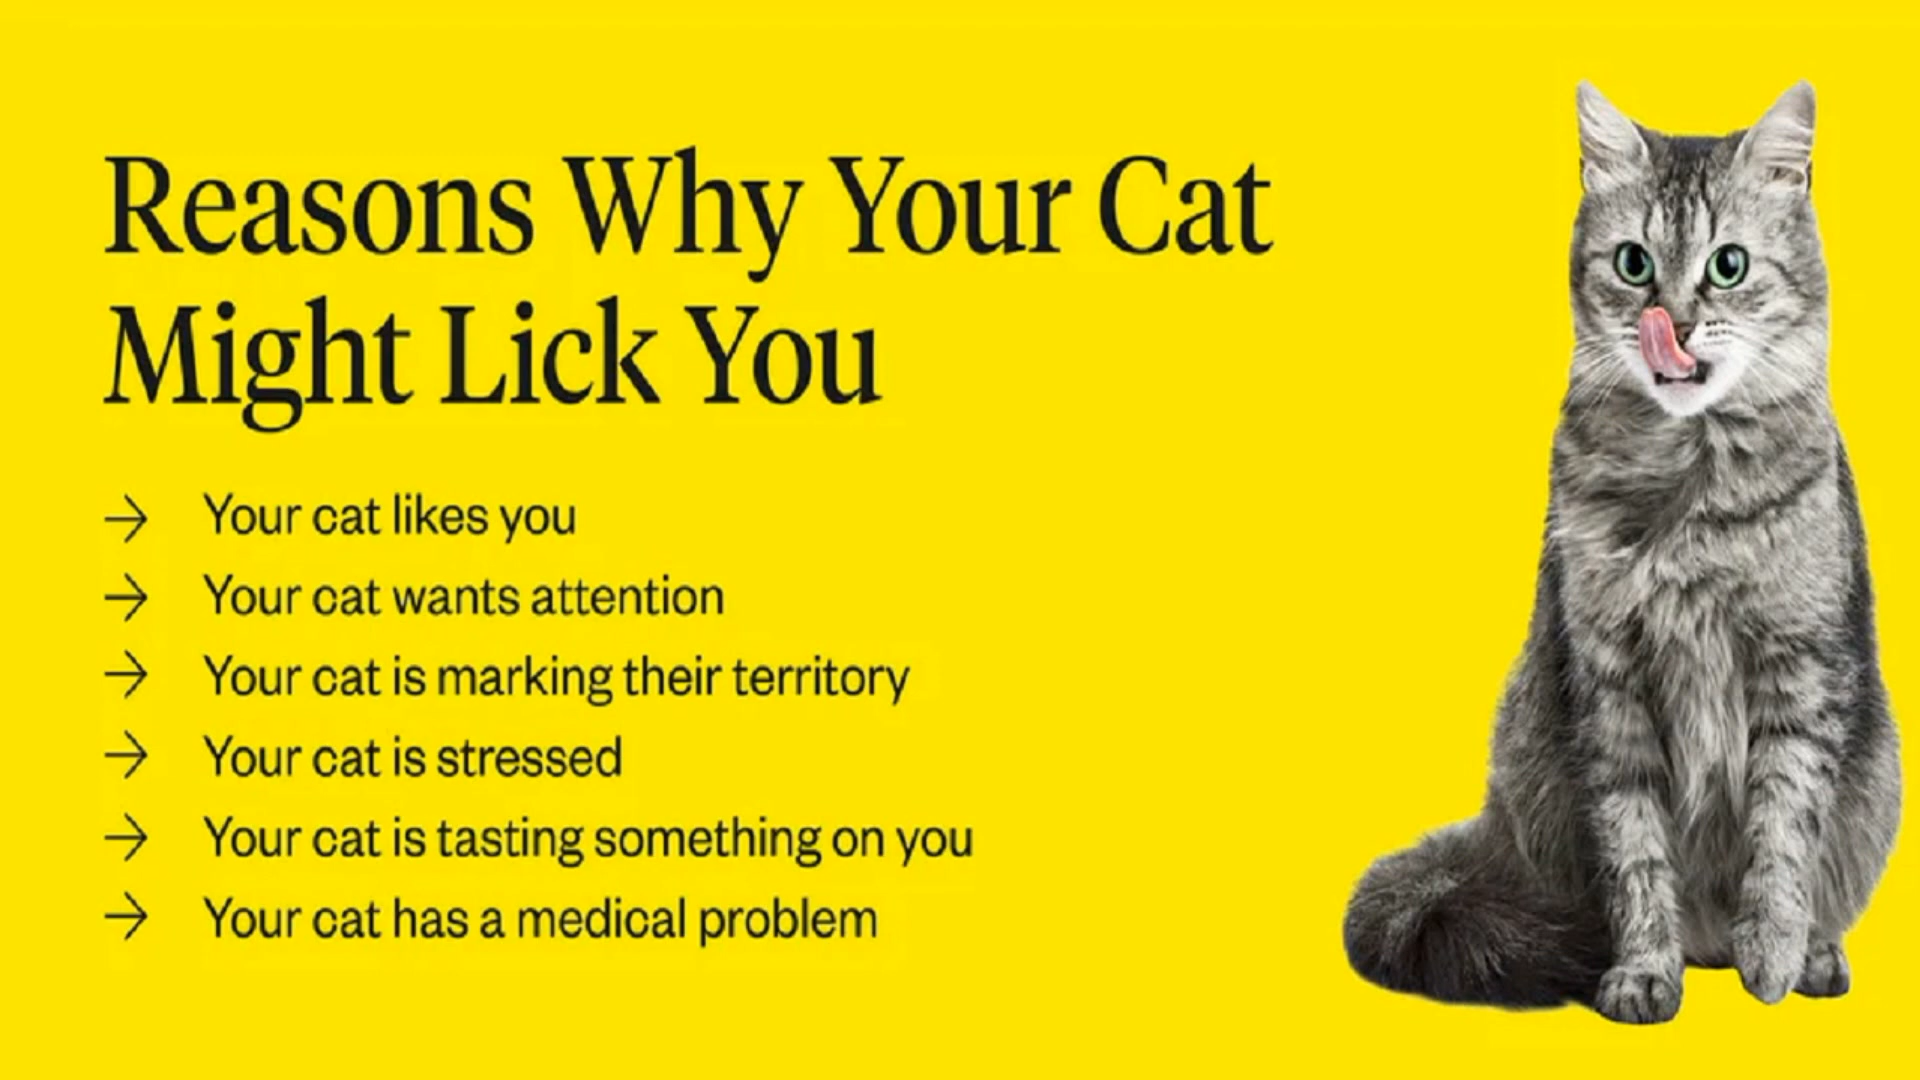 Reasons Why Your Cat
Might Lick You
→ Your cat likes you
→ Your cat wants attention
→ Your cat is marking their territory
→ Your cat is stressed
→ Your cat is tasting something on you
→ Your cat has a medical problem